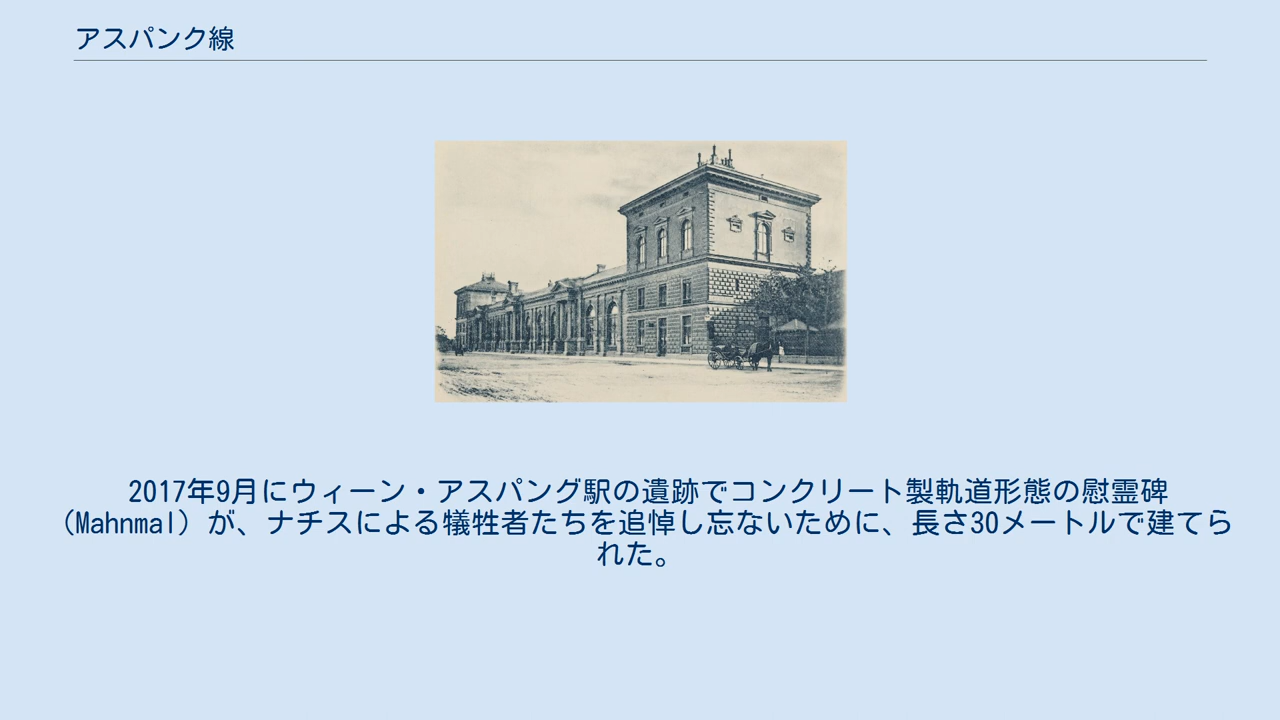 アスパンク線
2017年9月にウィーン・アスパング駅の遺跡でコンクリート製軌道形態の慰霊碑
（Mahnmal）が、ナチスによる犠牲者たちを追悼し忘ないために、長さ30メートルで建てら
れた。